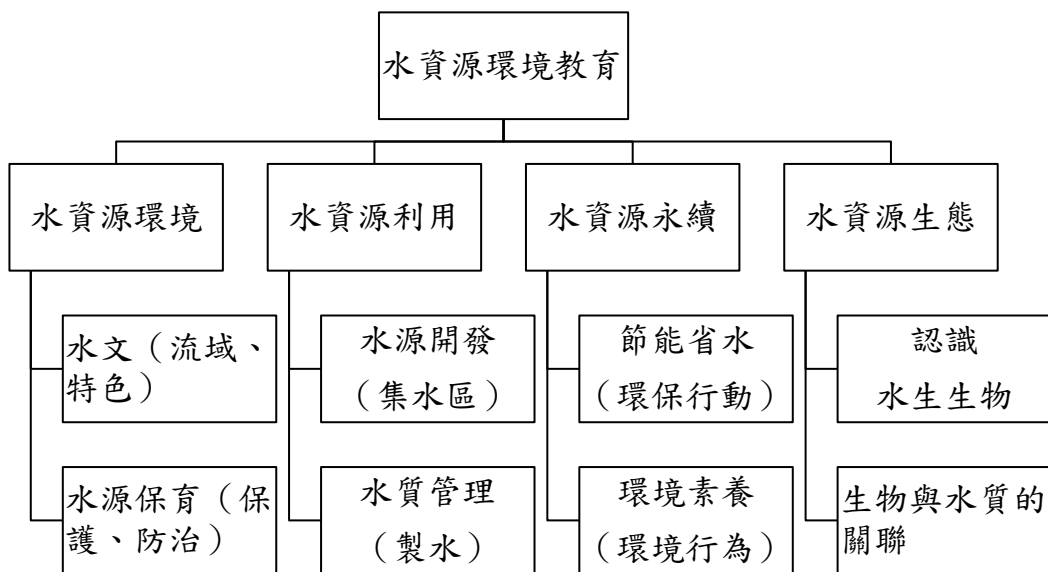 水資源環境教育
水資源環境
水資源利用
水資源永續
水資源生態
水文（流域、
特色）
水源開發
（集水區）
節能省水
（環保行動）
認識
水生生物
水源保育（保
護、防治）
水質管理
（製水）
環境素養
（環境行為）
生物與水質的
關聯